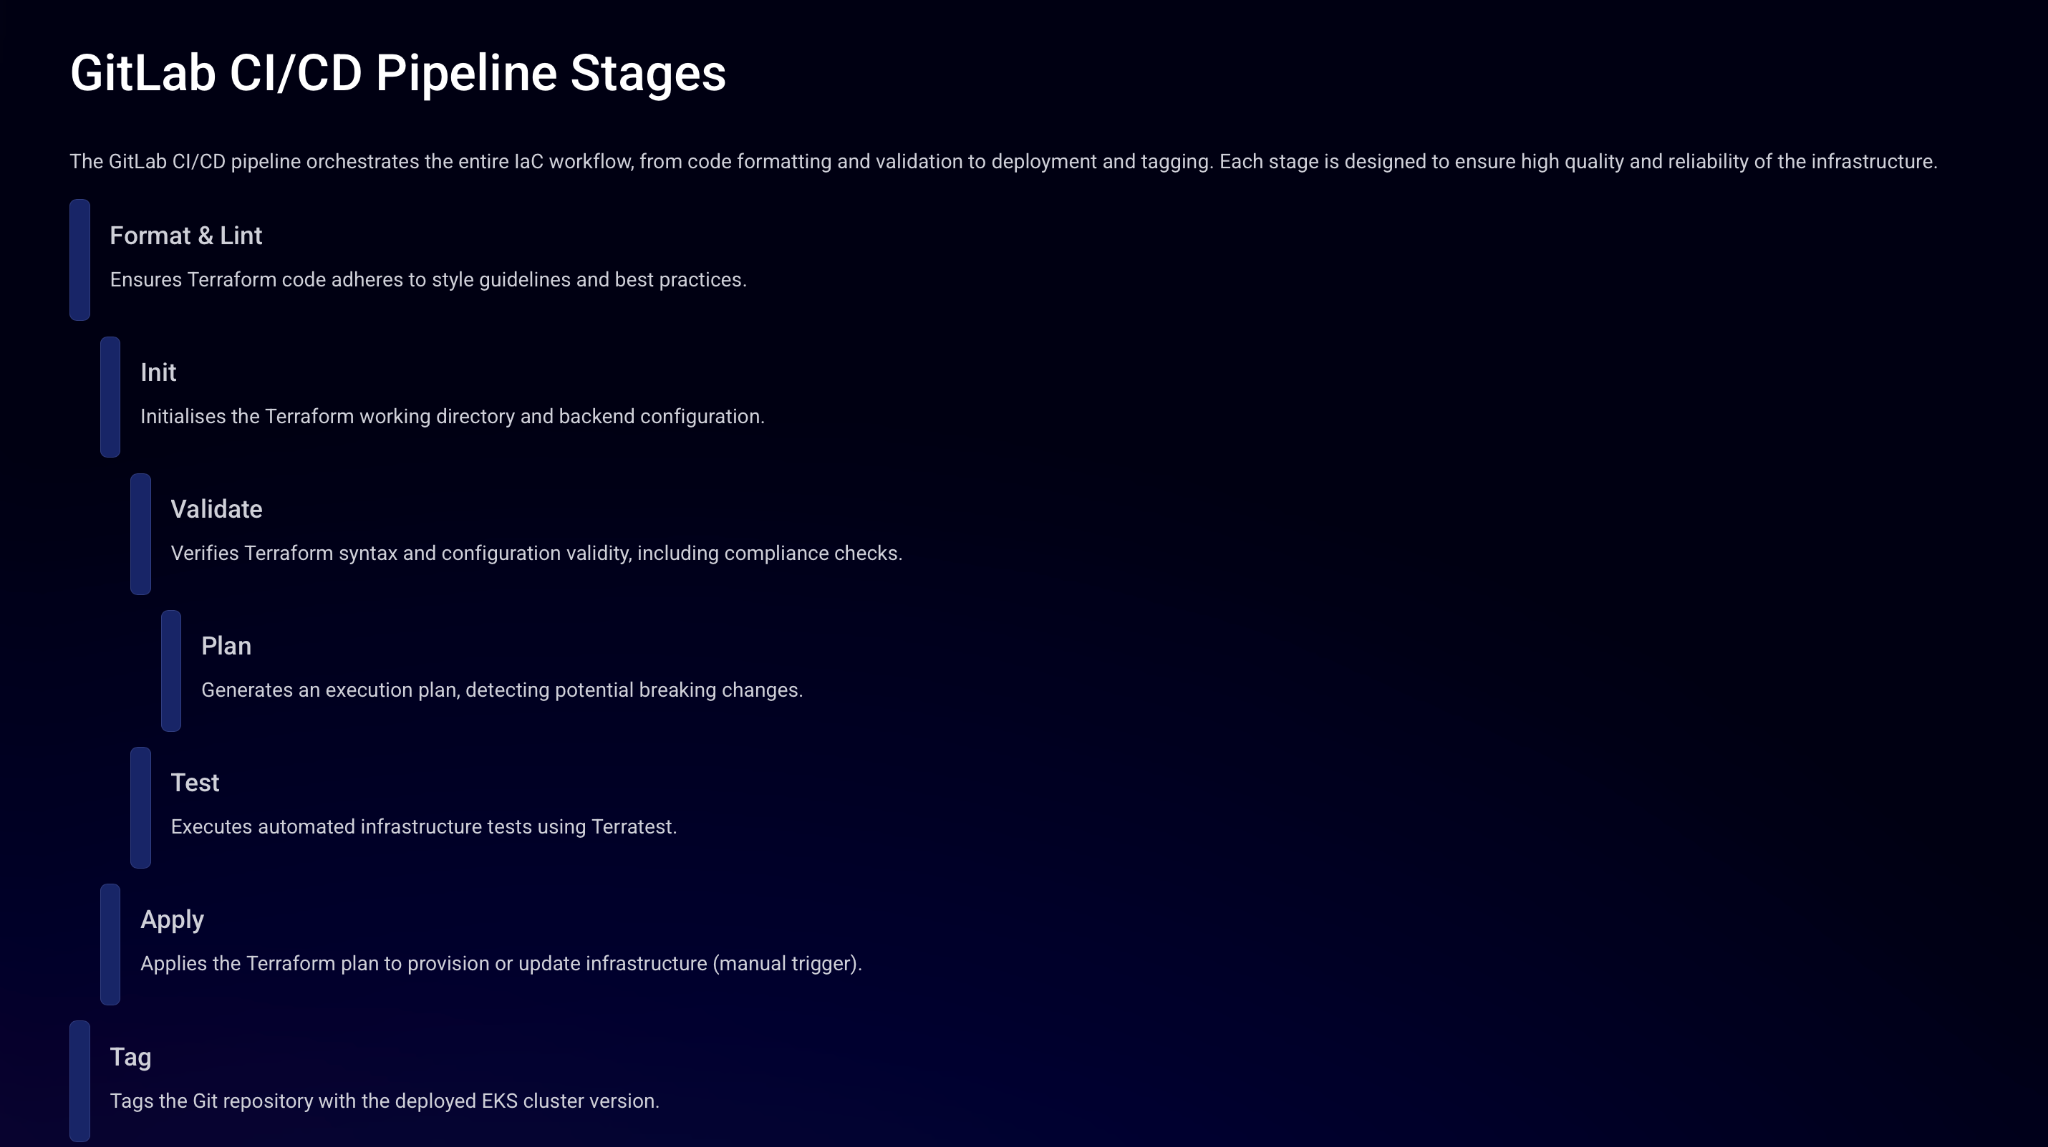 GitLab CI/CD Pipeline Stages
The GitLab CI/CD pipeline orchestrates the entire IaC workflow, from code formatting and validation to deployment and tagging. Each stage is designed to ensure high quality and reliability of the infrastructure.
Format & Lint
Ensures Terraform code adheres to style guidelines and best practices.
Init
Initialises the Terraform working directory and backend configuration.
Validate
Verifies Terraform syntax and configuration validity, including compliance checks.
Plan
Generates an execution plan, detecting potential breaking changes.
Test
Executes automated infrastructure tests using Terratest.
Apply
Applies the Terraform plan to provision or update infrastructure (manual trigger).
Tag
Tags the Git repository with the deployed EKS cluster version.